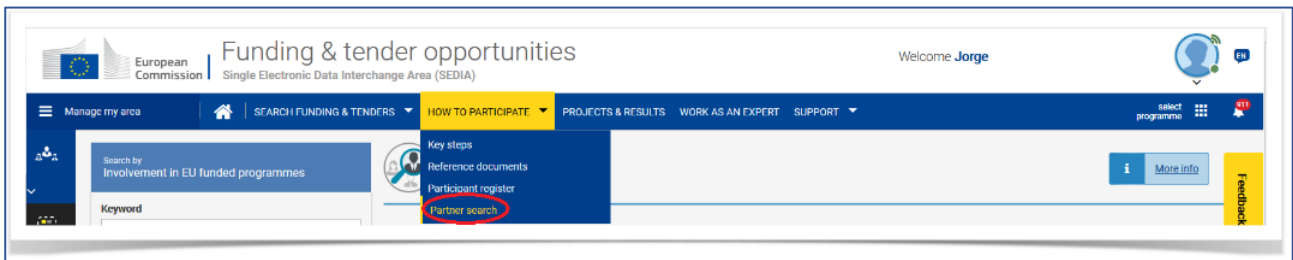 European
Commission
Funding & tender opportunities
Single Electronic Data Interchange Area (SEDIA)
Welcome Jorge
EN
Manage my area
SEARCH FUNDING & TENDERS
HOW TO PARTICIPATE
PROJECTS & RESULTS
WORK AS AN EXPERT
SUPPORT
select
programme
911
Key steps
Reference documents
Participant register
Partner search
Search by
Involvement in EU funded programmes
Keyword
i More info
Feedback